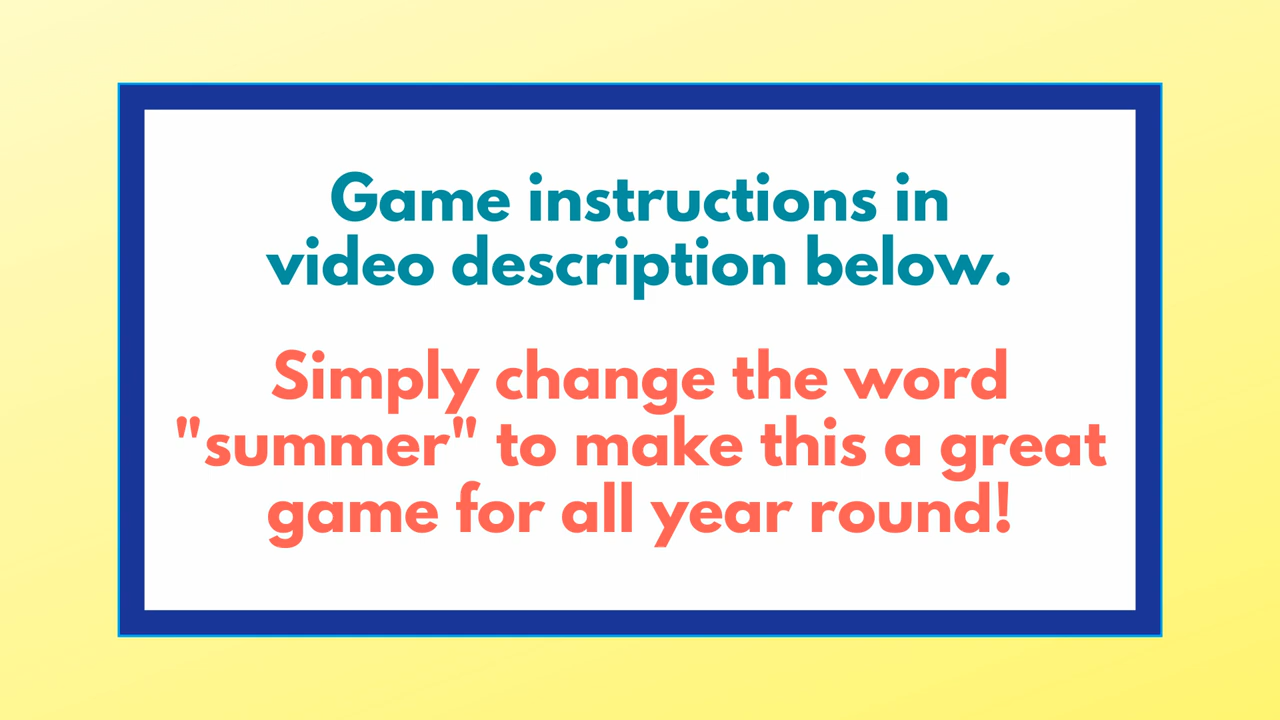 Game instructions in
video description below.
Simply change the word
"summer" to make this a great
game for all year round!